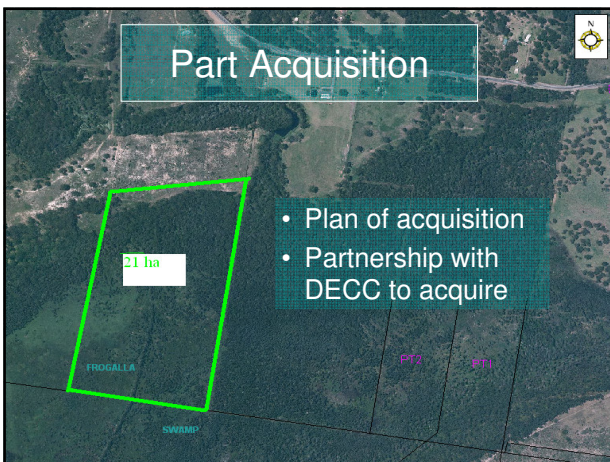 Part Acquisition
N
• Plan of acquisition
• Partnership with
DECC to acquire
21 ha
FROGALLA
SWAMP